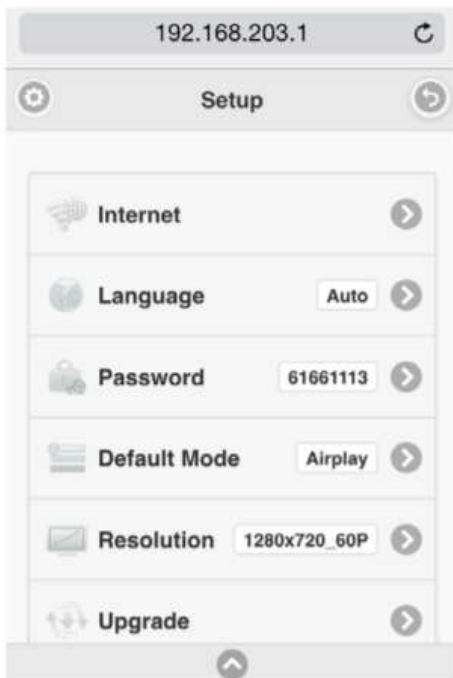 192.168.203.1
Setup
Internet
Language Auto
Password 61661113
Default Mode Airplay
Resolution 1280x720_60P
Upgrade